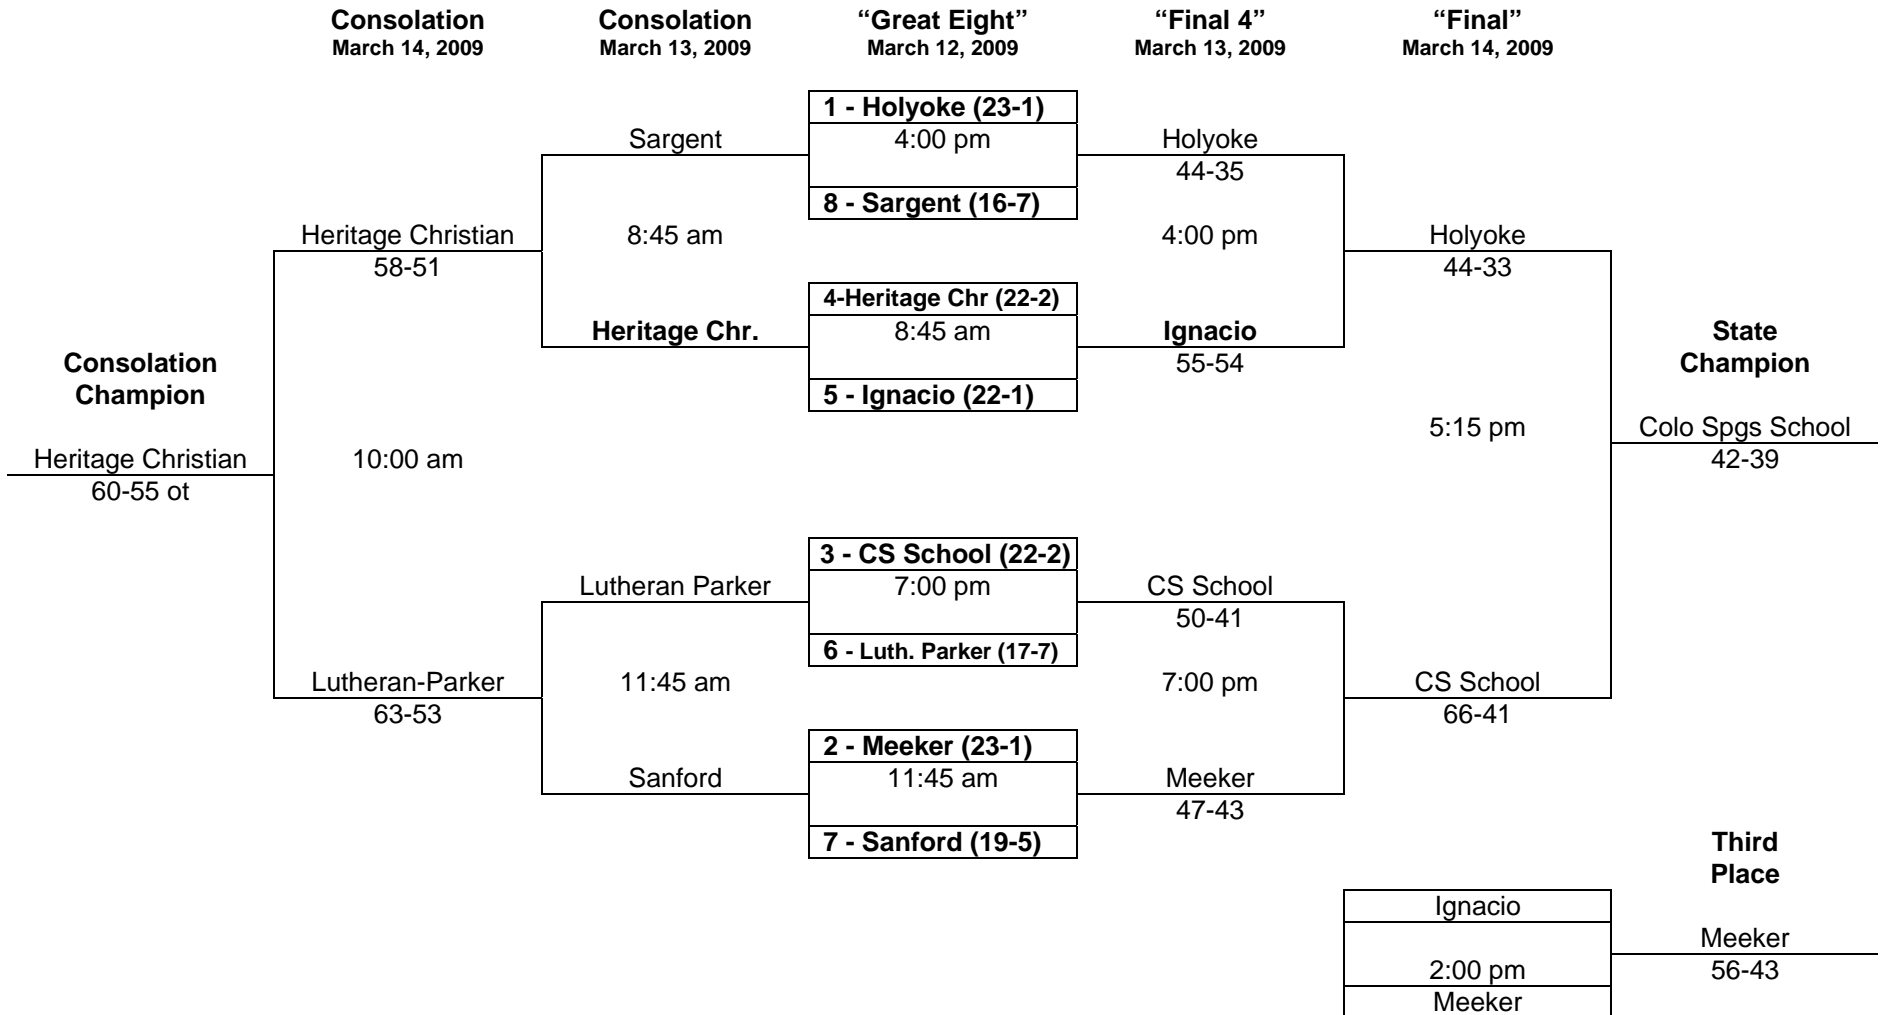 Consolation
March 14, 2009
Consolation
March 13, 2009
“Great Eight”
March 12, 2009
“Final 4”
March 13, 2009
“Final”
March 14, 2009
Consolation
Champion
Heritage Christian
60-55 ot
Heritage Christian
58-51
10:00 am
Lutheran-Parker
63-53
Sargent
8:45 am
Heritage Chr.
Lutheran Parker
11:45 am
Sanford
1 - Holyoke (23-1)
4:00 pm
8 - Sargent (16-7)
4-Heritage Chr (22-2)
8:45 am
5 - Ignacio (22-1)
3 - CS School (22-2)
7:00 pm
6 - Luth. Parker (17-7)
2 - Meeker (23-1)
11:45 am
7 - Sanford (19-5)
Holyoke
44-35
4:00 pm
Ignacio
55-54
CS School
50-41
7:00 pm
Meeker
47-43
Holyoke
44-33
5:15 pm
CS School
66-41
State
Champion
Colo Spgs School
42-39
Third
Place
Ignacio
2:00 pm
Meeker
Meeker
56-43